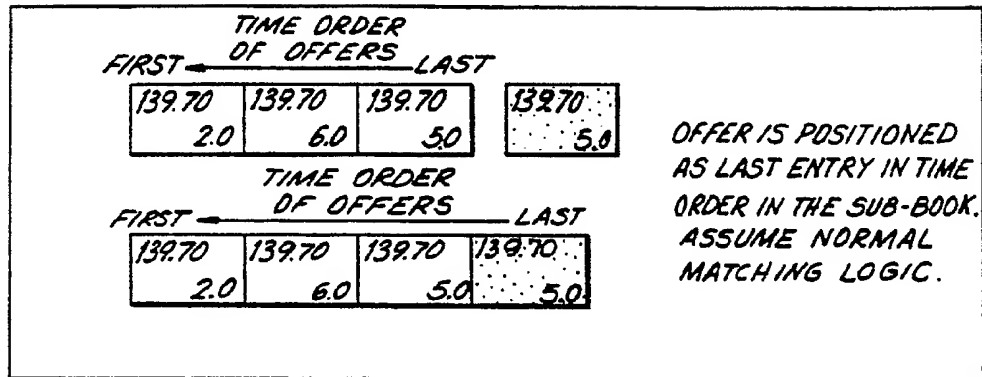 TIME ORDER
OF OFFERS
FIRST LAST
139.70 139.70 139.70 139.70
2.0 6.0 5.0 5.0
TIME ORDER
OF OFFERS
FIRST LAST
139.70 139.70 139.70 139.70
2.0 6.0 5.0 5.0
OFFER IS POSITIONED
AS LAST ENTRY IN TIME
ORDER IN THE SUB-BOOK.
ASSUME NORMAL
MATCHING LOGIC.